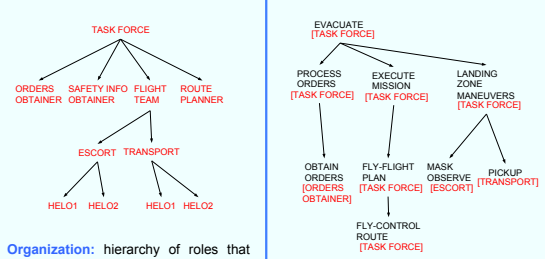 TASK FORCE
ORDERS OBTAINER
SAFETY INFO OBTAINER
FLIGHT TEAM
ROUTE PLANNER
ESCORT
TRANSPORT
HELO1
HELO2
HELO1
HELO2
Organization: hierarchy of roles that
EVACUATE
[TASK FORCE]
PROCESS
ORDERS
[TASK FORCE]
EXECUTE
MISSION
[TASK FORCE]
LANDING
ZONE
MANEUVERS
[TASK FORCE]
OBTAIN
ORDERS
[ORDERS
OBTAINER]
FLY-FLIGHT
PLAN
[TASK FORCE]
MASK
OBSERVE
[ESCORT]
PICKUP
[TRANSPORT]
FLY-CONTROL
ROUTE
[TASK FORCE]